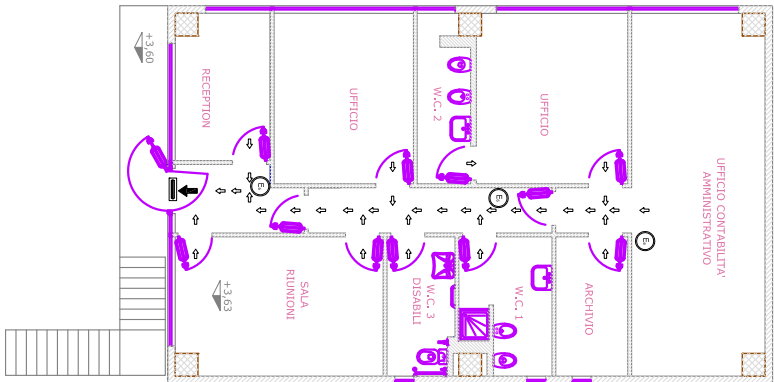 +3,60
RECEPTION
UFFICIO
W.C. 2
UFFICIO
UFFICIO CONTABILITA'
AMMINISTRATIVO
SALA
RIUNIONI
+3,63
W.C. 3
DISABILI
W.C. 1
ARCHIVIO